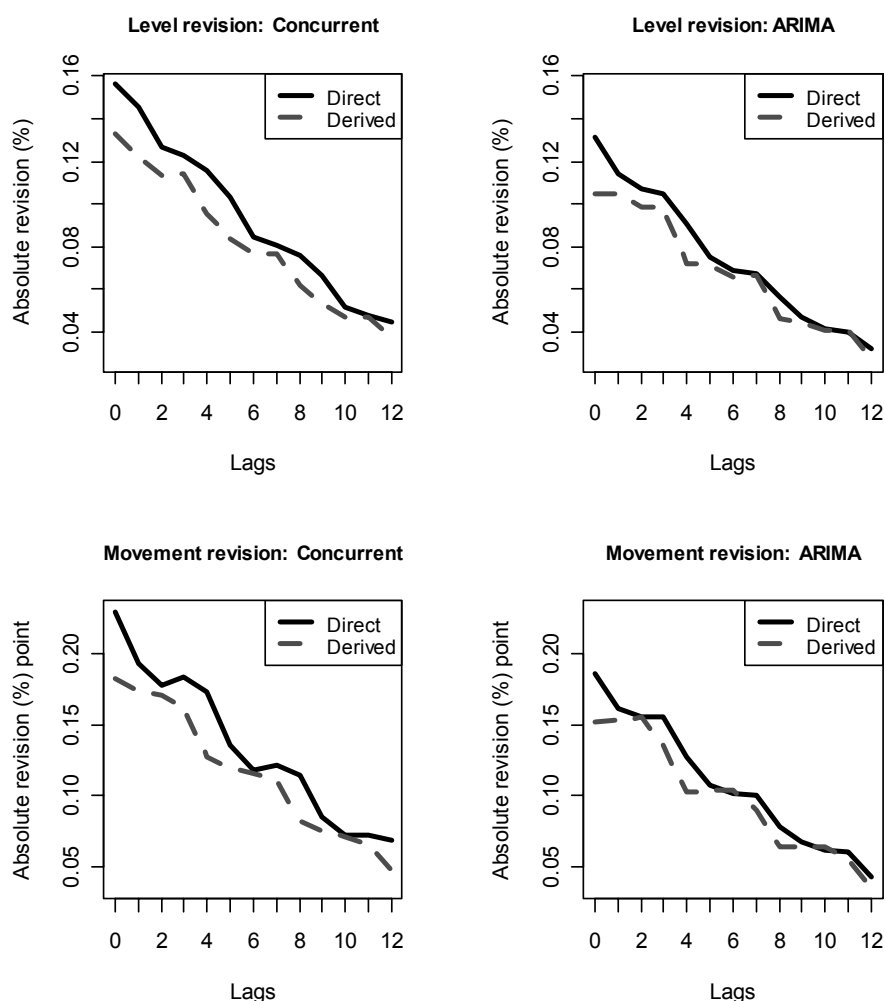 Level revision: Concurrent
Absolute revision (%)
0.04 0.08 0.12 0.16
Direct
Derived
0 2 4 6 8 10 12
Lags
Level revision: ARIMA
Absolute revision (%)
0.04 0.08 0.12 0.16
Direct
Derived
0 2 4 6 8 10 12
Lags
Movement revision: Concurrent
Absolute revision (%) point
0.05 0.10 0.15 0.20
Direct
Derived
0 2 4 6 8 10 12
Lags
Movement revision: ARIMA
Absolute revision (%) point
0.05 0.10 0.15 0.20
Direct
Derived
0 2 4 6 8 10 12
Lags